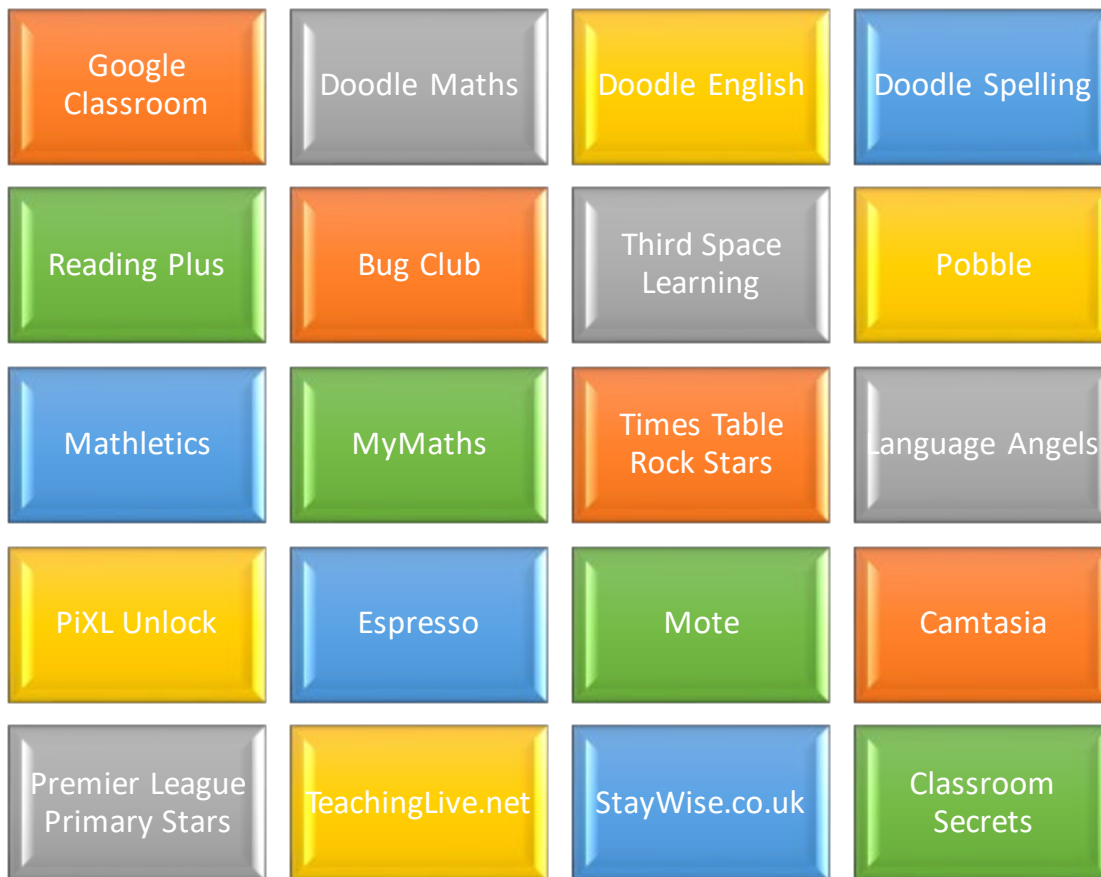 Google
Classroom
Doodle Maths
Doodle English
Doodle Spelling
Reading Plus
Bug Club
Third Space
Learning
Pobble
Mathletics
MyMaths
Times Table
Rock Stars
Language Angels
PiXL Unlock
Espresso
Mote
Camtasia
Premier League
Primary Stars
TeachingLive.net
StayWise.co.uk
Classroom
Secrets